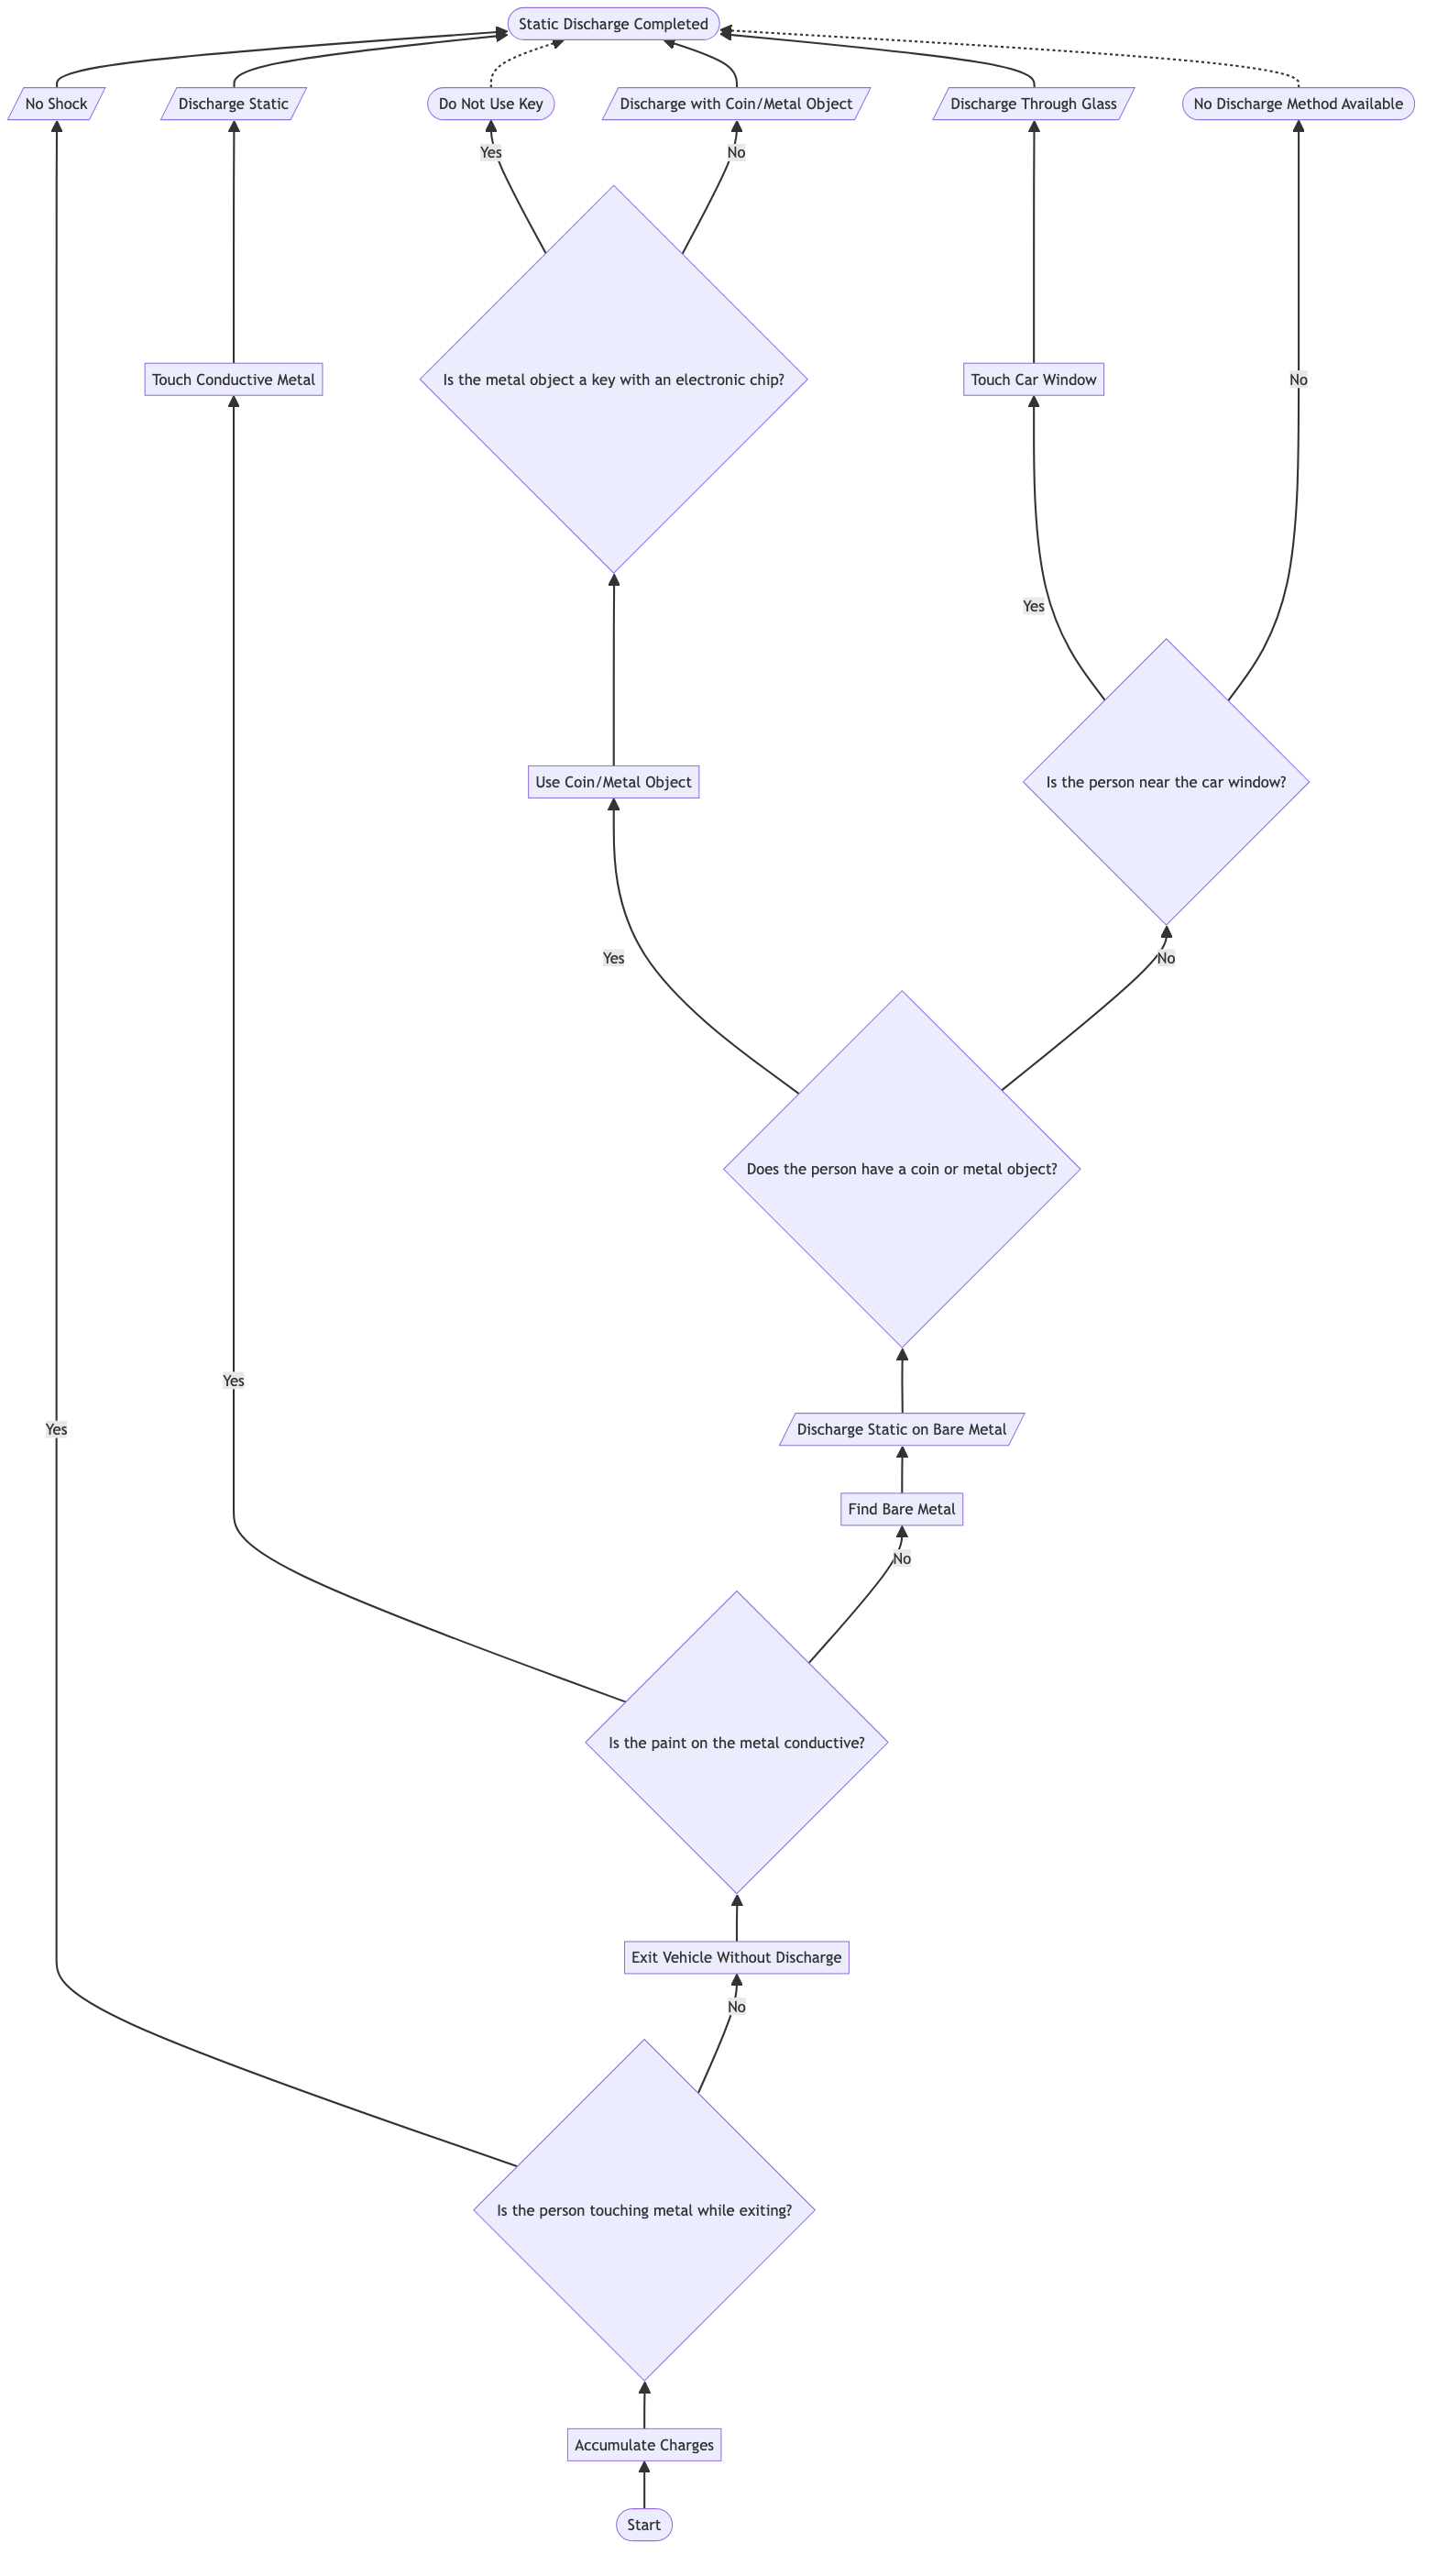 Static Discharge Completed
No Shock
Discharge Static
Do Not Use Key
Discharge with Coin/Metal Object
Discharge Through Glass
No Discharge Method Available
Yes
No
Touch Conductive Metal
Is the metal object a key with an electronic chip?
Touch Car Window
No
Yes
Use Coin/Metal Object
Is the person near the car window?
Yes
No
Does the person have a coin or metal object?
Yes
Yes
Discharge Static on Bare Metal
Find Bare Metal
No
Is the paint on the metal conductive?
Exit Vehicle Without Discharge
No
Is the person touching metal while exiting?
Accumulate Charges
Start